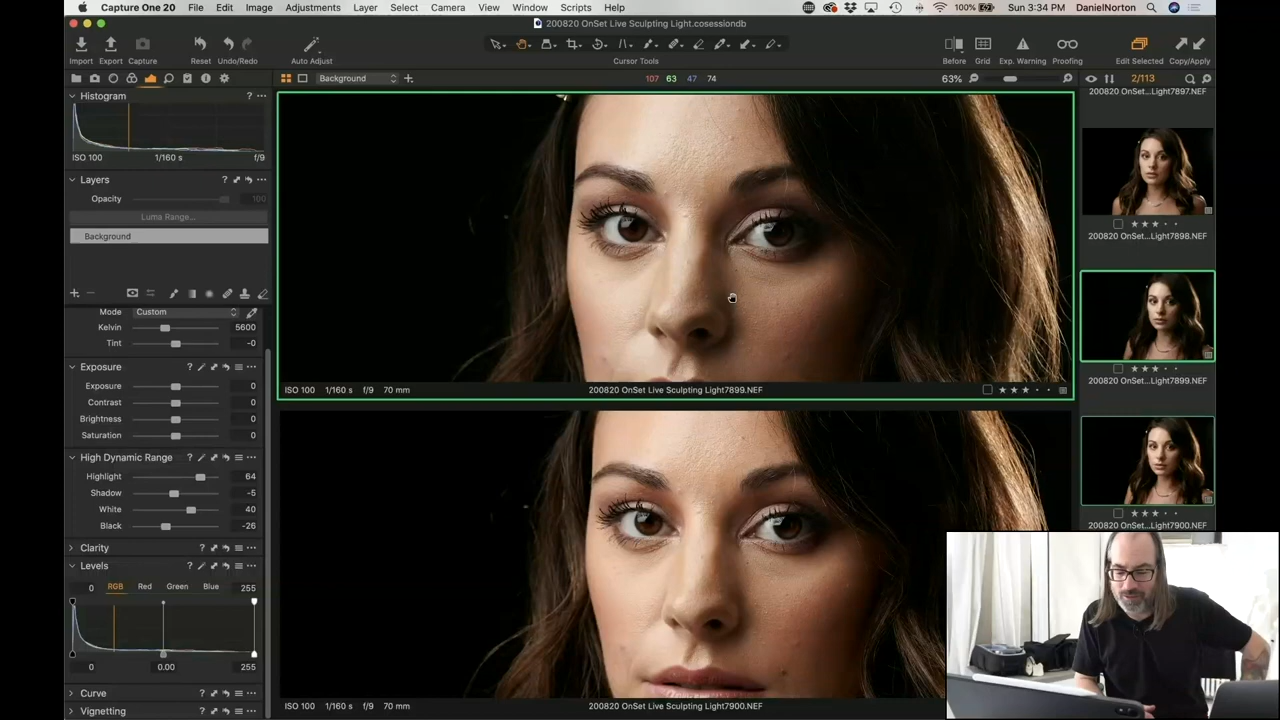 Capture One 20 File Edit Image Adjustments Layer Select Camera View Window Scripts Help 100% Sun 3:34 PM DanielNorton
200820 OnSet Live Sculpting Light.cosessiondb
Import Export Capture Reset Undo/Redo Auto Adjust Cursor Tools Before Grid Exp. Warning Proofing Edit Selected Copy/Apply
Background 107 63 47 74 63% 2/113
Histogram ? ...
ISO 100 1/160 s f/9
Layers ? ...
Opacity 100
Luma Range...
Background
Mode Custom
Kelvin 5600
Tint -0
Exposure ? ...
Exposure 0
Contrast 0
Brightness 0
Saturation 0
High Dynamic Range ? ...
Highlight 64
Shadow -5
White 40
Black -26
Clarity ? ...
Levels ? ...
0 RGB Red Green Blue 255
0 0.00 255
Curve ? ...
Vignetting ? ...
ISO 100 1/160 s f/9 70 mm 200820 OnSet Live Sculpting Light7899.NEF
ISO 100 1/160 s f/9 70 mm 200820 OnSet Live Sculpting Light7900.NEF
200820 OnSet...Light7897.NEF
200820 OnSet...Light7898.NEF
200820 OnSet...Light7899.NEF
200820 OnSet...Light7900.NEF